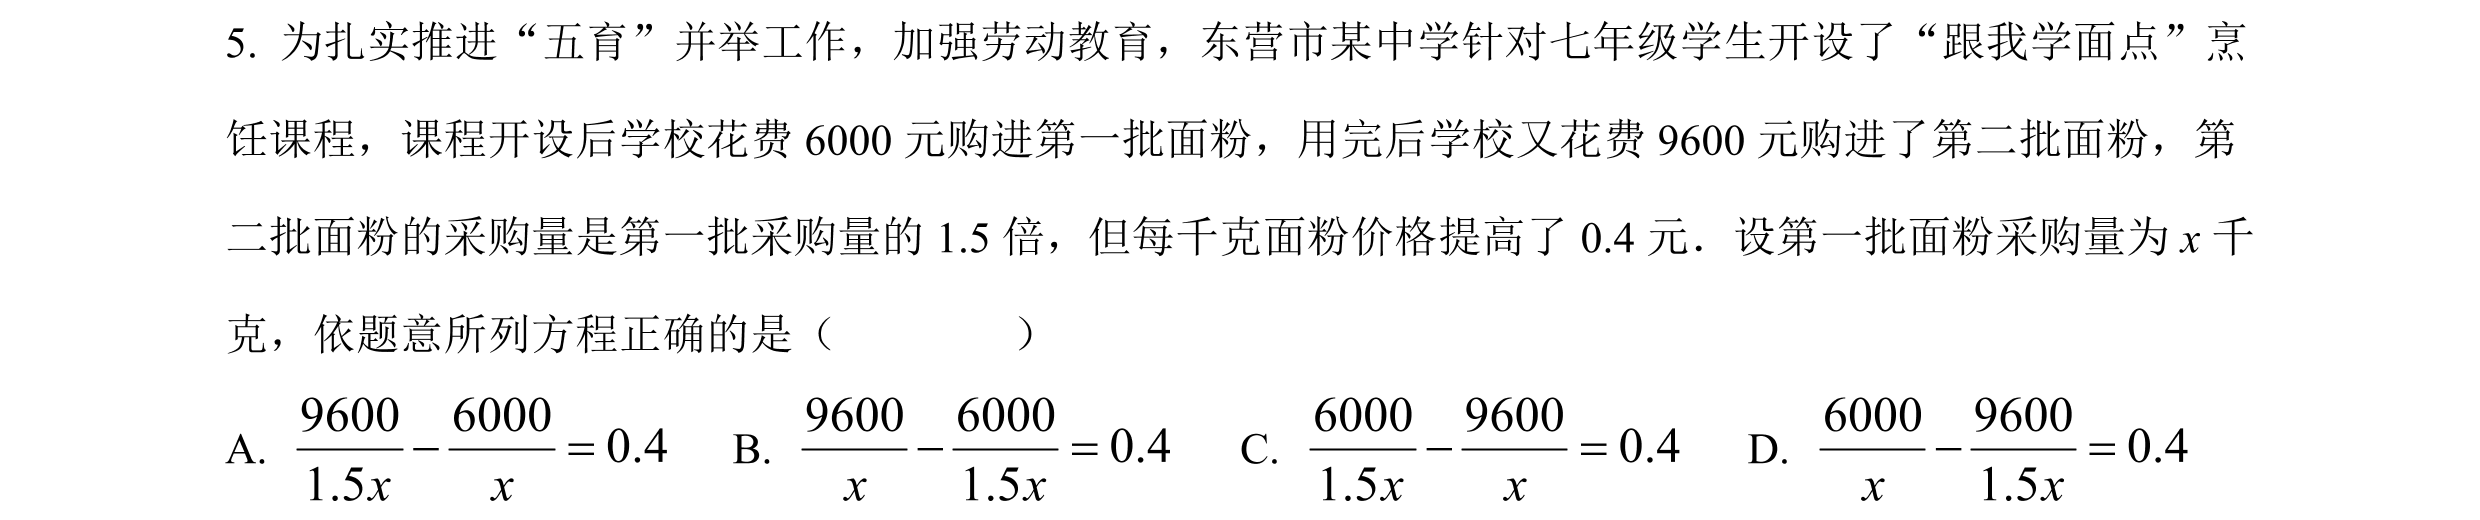 5. 为扎实推进“五育”并举工作，加强劳动教育，东营市某中学针对七年级学生开设了“跟我学面点”烹
饪课程，课程开设后学校花费 6000 元购进第一批面粉，用完后学校又花费 9600 元购进了第二批面粉，第
二批面粉的采购量是第一批采购量的 1.5 倍，但每千克面粉价格提高了 0.4 元．设第一批面粉采购量为 x 千
克，依题意所列方程正确的是（　　）
A. 9600/1.5x − 6000/x = 0.4 B. 9600/x − 6000/1.5x = 0.4 C. 6000/1.5x − 9600/x = 0.4 D. 6000/x − 9600/1.5x = 0.4